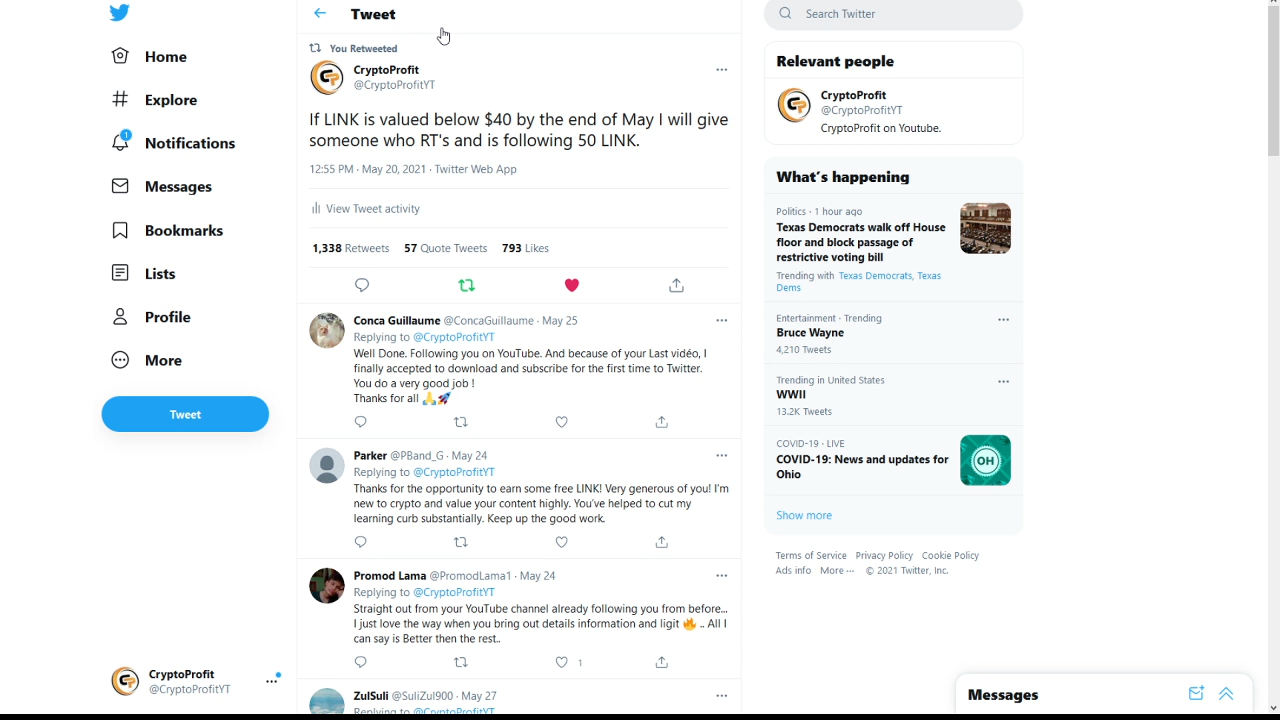 Home
Explore
1
Notifications
Messages
Bookmarks
Lists
Profile
More
Tweet
CryptoProfit
@CryptoProfitYT
Tweet
You Retweeted
CryptoProfit
@CryptoProfitYT
If LINK is valued below $40 by the end of May I will give
someone who RT's and is following 50 LINK.
12:55 PM · May 20, 2021 · Twitter Web App
View Tweet activity
1,338 Retweets 57 Quote Tweets 793 Likes
Conca Guillaume @ConcaGuillaume · May 25
Replying to @CryptoProfitYT
Well Done. Following you on YouTube. And because of your Last vidéo, I
finally accepted to download and subscribe for the first time to Twitter.
You do a very good job !
Thanks for all 🙏🚀
Parker @PBand_G · May 24
Replying to @CryptoProfitYT
Thanks for the opportunity to earn some free LINK! Very generous of you! I'm
new to crypto and value your content highly. You've helped to cut my
learning curb substantially. Keep up the good work.
Promod Lama @PromodLama1 · May 24
Replying to @CryptoProfitYT
Straight out from your YouTube channel already following you from before...
I just love the way when you bring out details information and ligit 🔥 .. All I
can say is Better then the rest..
1
ZulSuli @SuliZul900 · May 27
Replying to @CryptoProfitYT
Search Twitter
Relevant people
CryptoProfit
@CryptoProfitYT
CryptoProfit on Youtube.
What's happening
Politics · 1 hour ago
Texas Democrats walk off House
floor and block passage of
restrictive voting bill
Trending with Texas Democrats, Texas
Dems
Entertainment · Trending
Bruce Wayne
4,210 Tweets
Trending in United States
WWII
13.2K Tweets
COVID-19 · LIVE
COVID-19: News and updates for
Ohio
OH
Show more
Terms of Service Privacy Policy Cookie Policy
Ads info More ··· © 2021 Twitter, Inc.
Messages